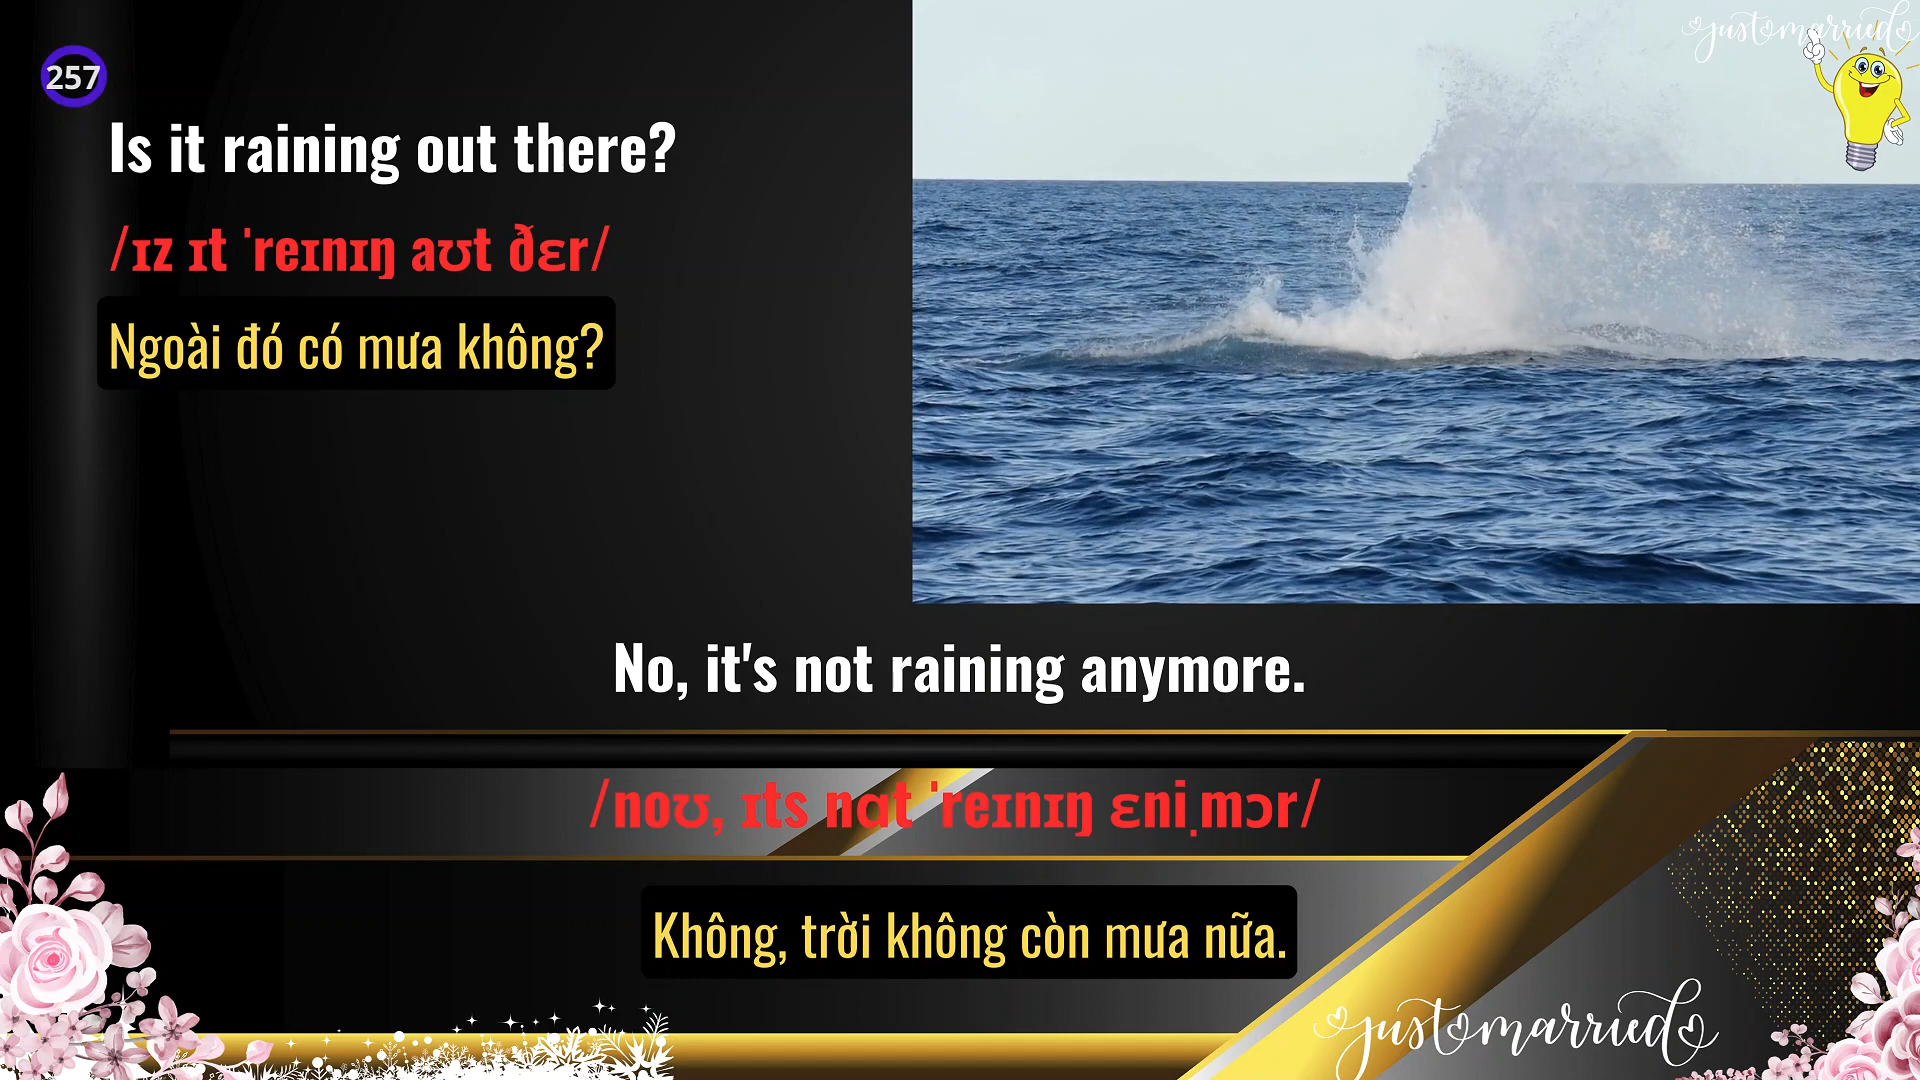 justmarried
257
Is it raining out there?
/ɪz ɪt ˈreɪnɪŋ aʊt ðɛr/
Ngoài đó có mưa không?
No, it's not raining anymore.
/noʊ, ɪts nɑt ˈreɪnɪŋ ɛniˌmɔr/
Không, trời không còn mưa nữa.
justmarried